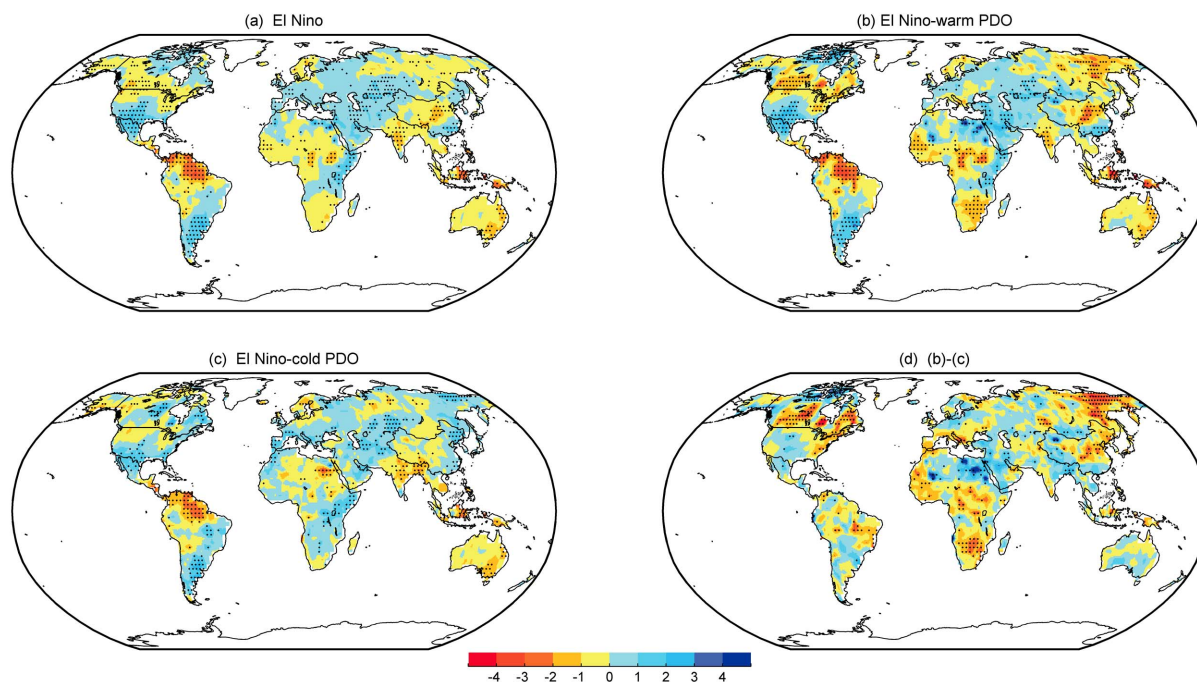 (a) El Nino
(b) El Nino-warm PDO
(c) El Nino-cold PDO
(d) (b)-(c)
-4 -3 -2 -1 0 1 2 3 4